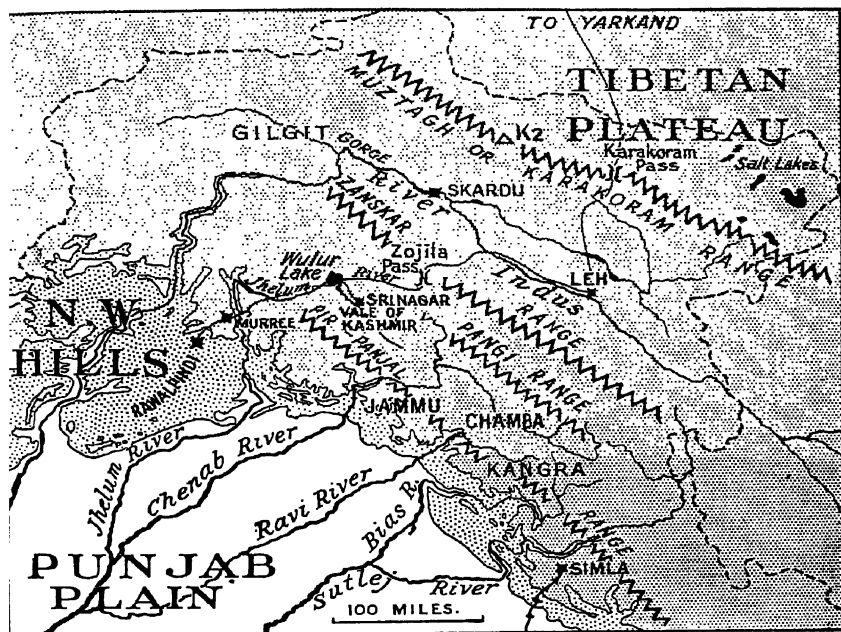 TO YARKAND
TIBETAN
PLATEAU
MUZTAGH OR KARAKORAM RANGE
K2
Karakoram
Pass
Salt Lakes
GILGIT
GORGE
River
SKARDU
ZANSKAR
RANGE
Zojila
Pass
Indus
LEH
Wulur
Lake
Jhelum River
SRINAGAR
VALE OF
KASHMIR
N.W.
HILLS
MURREE
RAWALPINDI
PIR PANJAL
RANGE
PANGI RANGE
JAMMU
CHAMBA
KANGRA
Jhelum River
Chenab River
Ravi River
Bias R.
Sutlej River
SIMLA
PUNJAB
PLAIN
100 MILES.